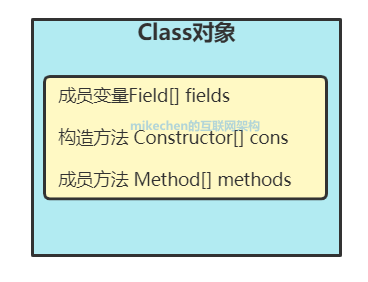 Class对象
成员变量Field[] fields
mikechen的互联网架构
构造方法 Constructor[] cons
成员方法 Method[] methods